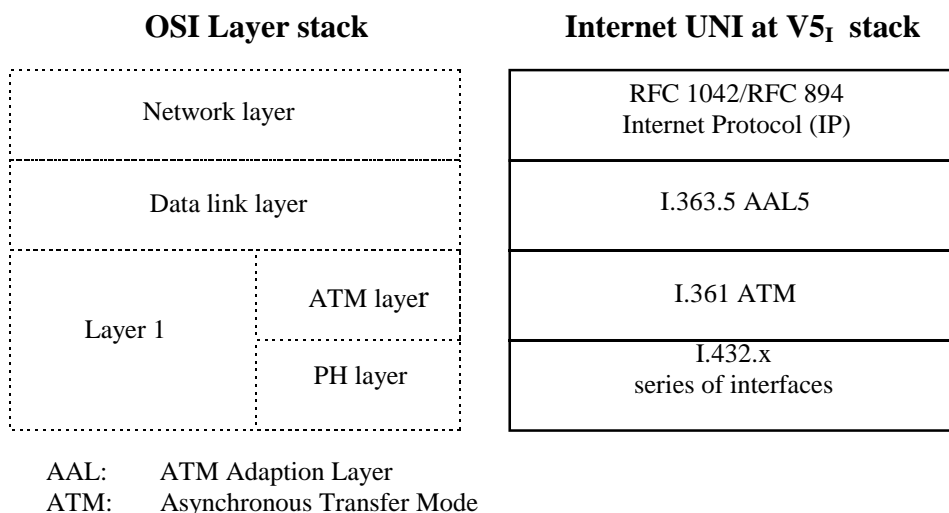 OSI Layer stack
Internet UNI at V5I stack
Network layer
RFC 1042/RFC 894
Internet Protocol (IP)
Data link layer
I.363.5 AAL5
Layer 1
ATM layer
I.361 ATM
PH layer
I.432.x
series of interfaces
AAL: ATM Adaption Layer
ATM: Asynchronous Transfer Mode